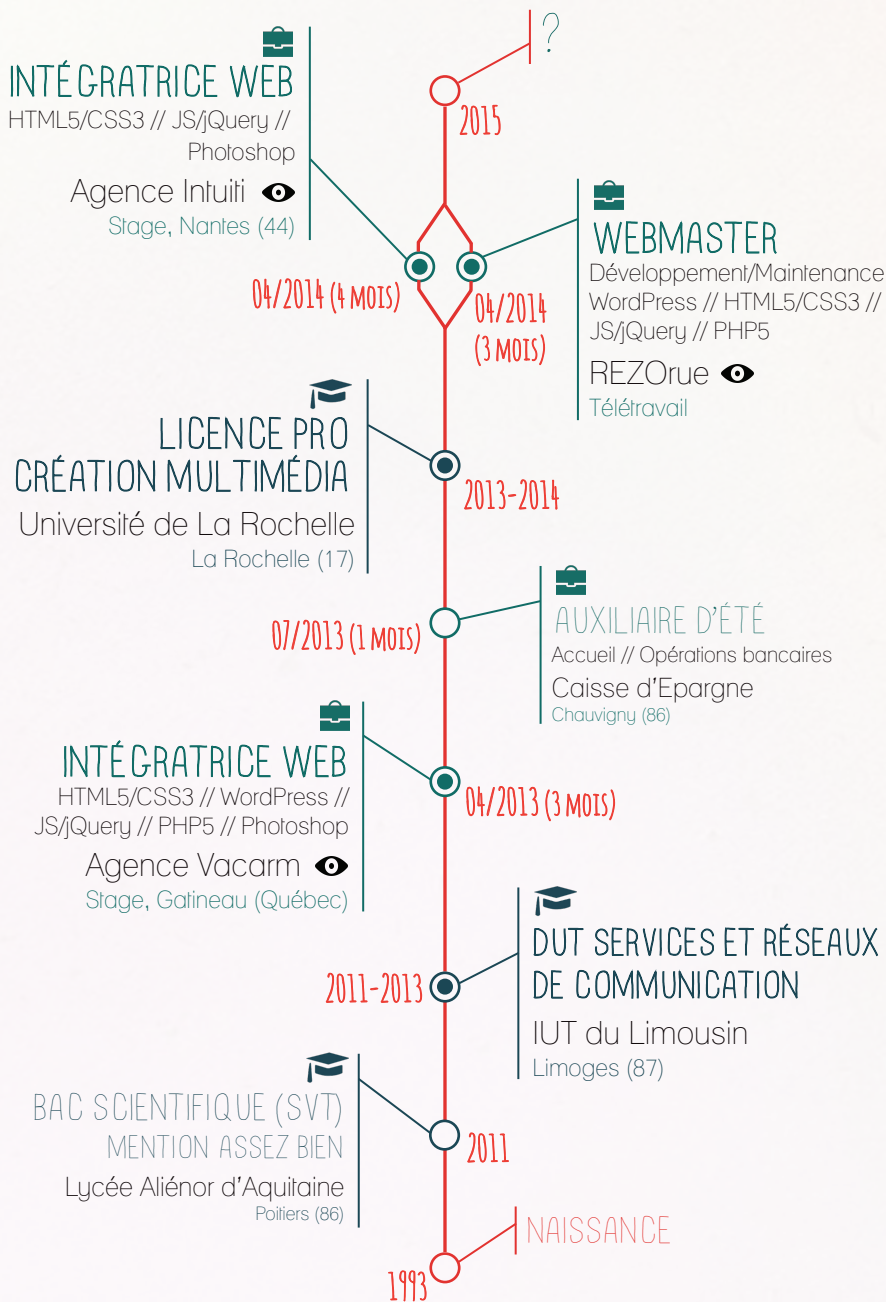 ?
2015
INTÉGRATRICE WEB
HTML5/CSS3 // JS/jQuery //
Photoshop
Agence Intuiti
Stage, Nantes (44)
04/2014 (4 MOIS)
WEBMASTER
Développement/Maintenance
WordPress // HTML5/CSS3 //
JS/jQuery // PHP5
REZOrue
Télétravail
04/2014
(3 MOIS)
LICENCE PRO
CRÉATION MULTIMÉDIA
Université de La Rochelle
La Rochelle (17)
2013-2014
AUXILIAIRE D'ÉTÉ
Accueil // Opérations bancaires
Caisse d'Epargne
Chauvigny (86)
07/2013 (1 MOIS)
INTÉGRATRICE WEB
HTML5/CSS3 // WordPress //
JS/jQuery // PHP5 // Photoshop
Agence Vacarm
Stage, Gatineau (Québec)
04/2013 (3 MOIS)
DUT SERVICES ET RÉSEAUX
DE COMMUNICATION
IUT du Limousin
Limoges (87)
2011-2013
BAC SCIENTIFIQUE (SVT)
MENTION ASSEZ BIEN
Lycée Aliénor d'Aquitaine
Poitiers (86)
2011
NAISSANCE
1993